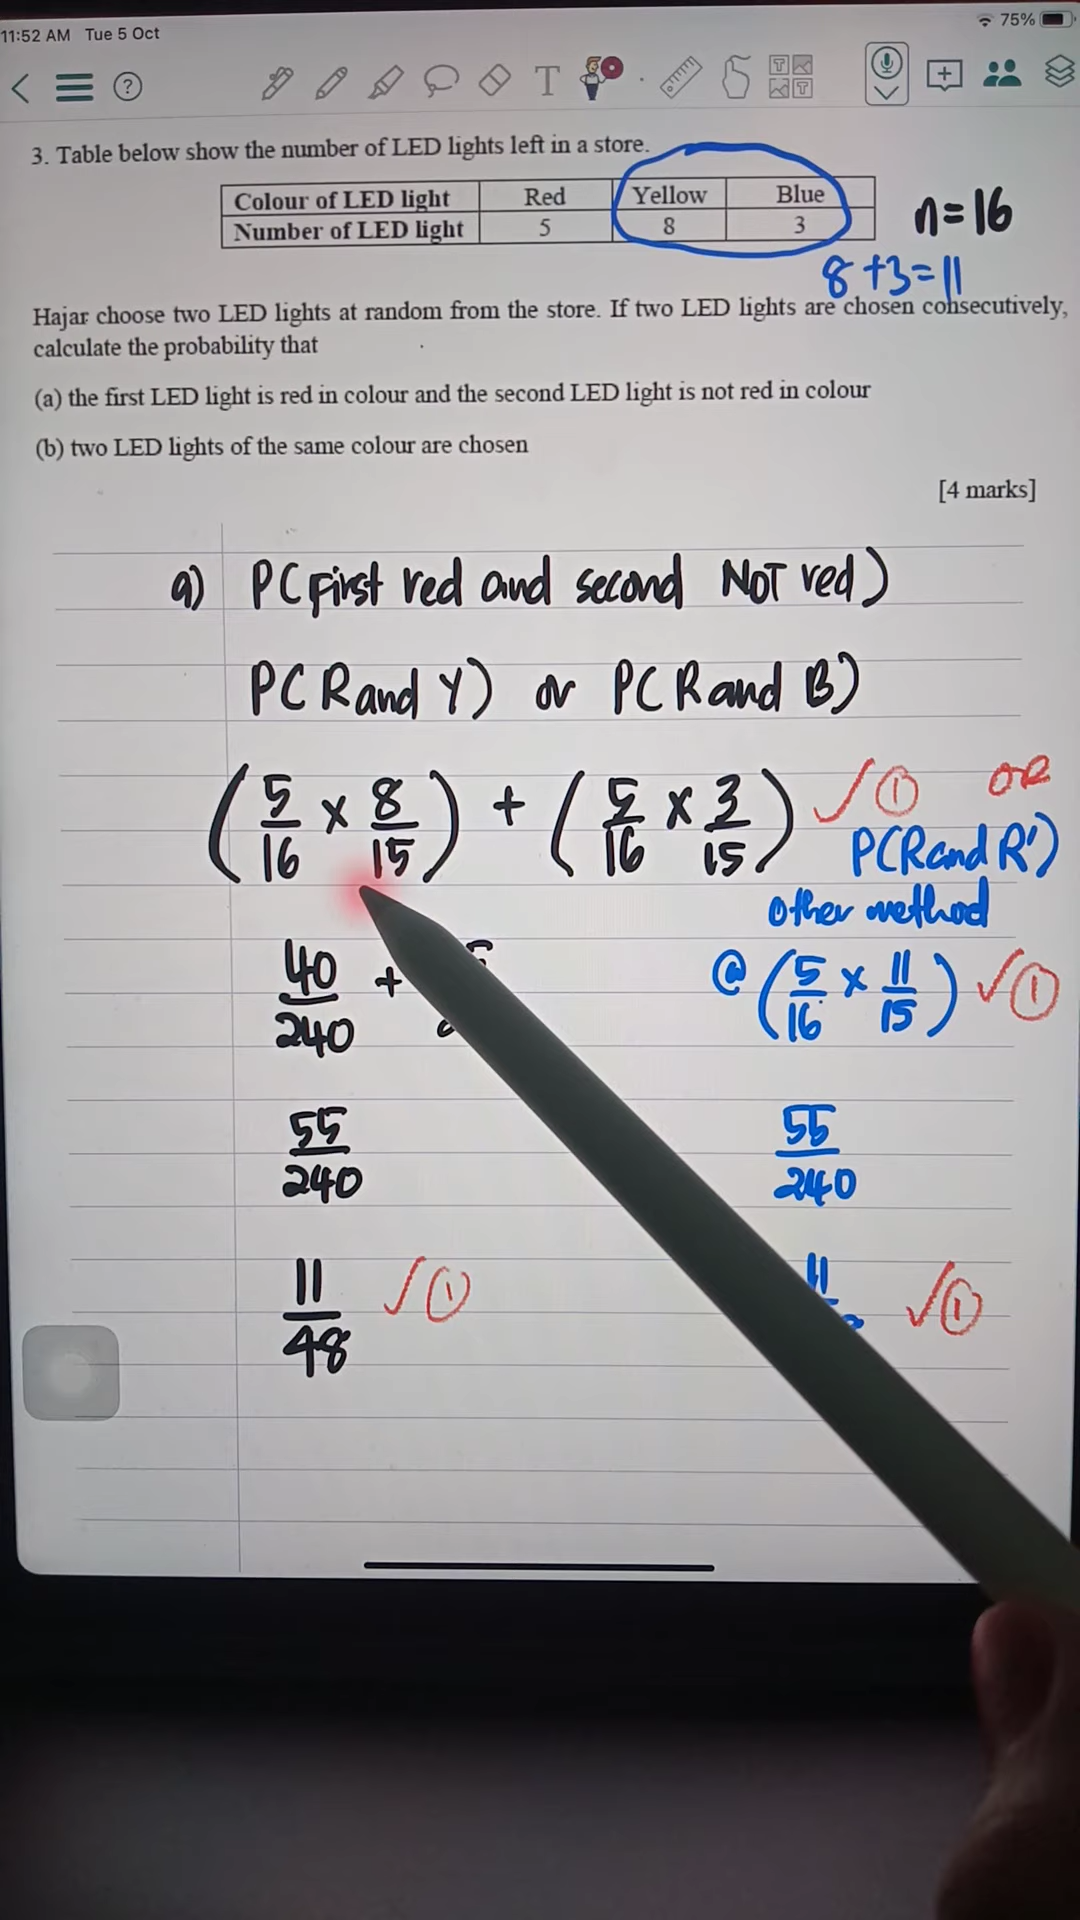 11:52 AM Tue 5 Oct
75%
3. Table below show the number of LED lights left in a store.
Colour of LED light Red Yellow Blue
Number of LED light 5 8 3
n=16
8+3=11
Hajar choose two LED lights at random from the store. If two LED lights are chosen consecutively,
calculate the probability that
(a) the first LED light is red in colour and the second LED light is not red in colour
(b) two LED lights of the same colour are chosen
[4 marks]
a) P(First red and second NOT red)
P(R and Y) or P(R and B)
(5/16 × 8/15) + (5/16 × 3/15) ✓ ① OR
P(R and R')
other method
40/240 +
@ (5/16 × 11/15) ✓ ①
55/240
55/240
11/48 ✓ ①
11 ✓ ①